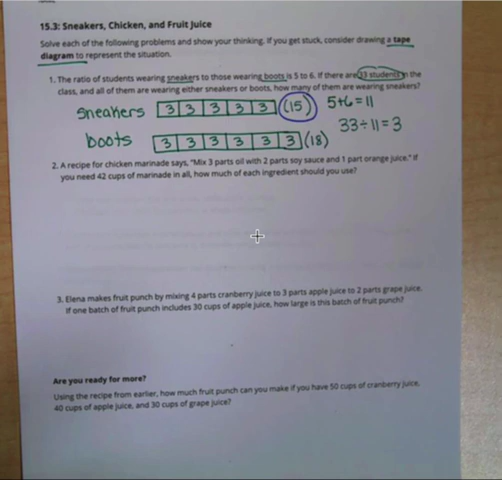 15.3: Sneakers, Chicken, and Fruit Juice
Solve each of the following problems and show your thinking. If you get stuck, consider drawing a tape
diagram to represent the situation.
1. The ratio of students wearing sneakers to those wearing boots is 5 to 6. If there are 33 students in the
class, and all of them are wearing either sneakers or boots, how many of them are wearing sneakers?
sneakers 3 3 3 3 3 (15) 5+6=11
33÷11=3
boots 3 3 3 3 3 3 (18)
2. A recipe for chicken marinade says, "Mix 3 parts oil with 2 parts soy sauce and 1 part orange juice." If
you need 42 cups of marinade in all, how much of each ingredient should you use?
3. Elena makes fruit punch by mixing 4 parts cranberry juice to 3 parts apple juice to 2 parts grape juice.
If one batch of fruit punch includes 30 cups of apple juice, how large is this batch of fruit punch?
Are you ready for more?
Using the recipe from earlier, how much fruit punch can you make if you have 50 cups of cranberry juice,
40 cups of apple juice, and 30 cups of grape juice?